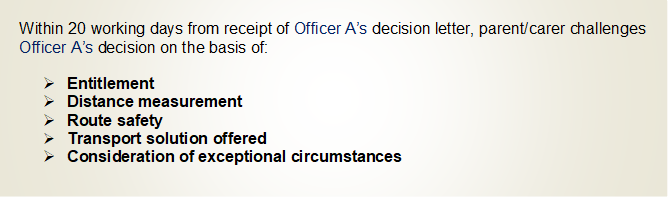 Within 20 working days from receipt of Officer A's decision letter, parent/carer challenges
Officer A's decision on the basis of:
➢ Entitlement
➢ Distance measurement
➢ Route safety
➢ Transport solution offered
➢ Consideration of exceptional circumstances